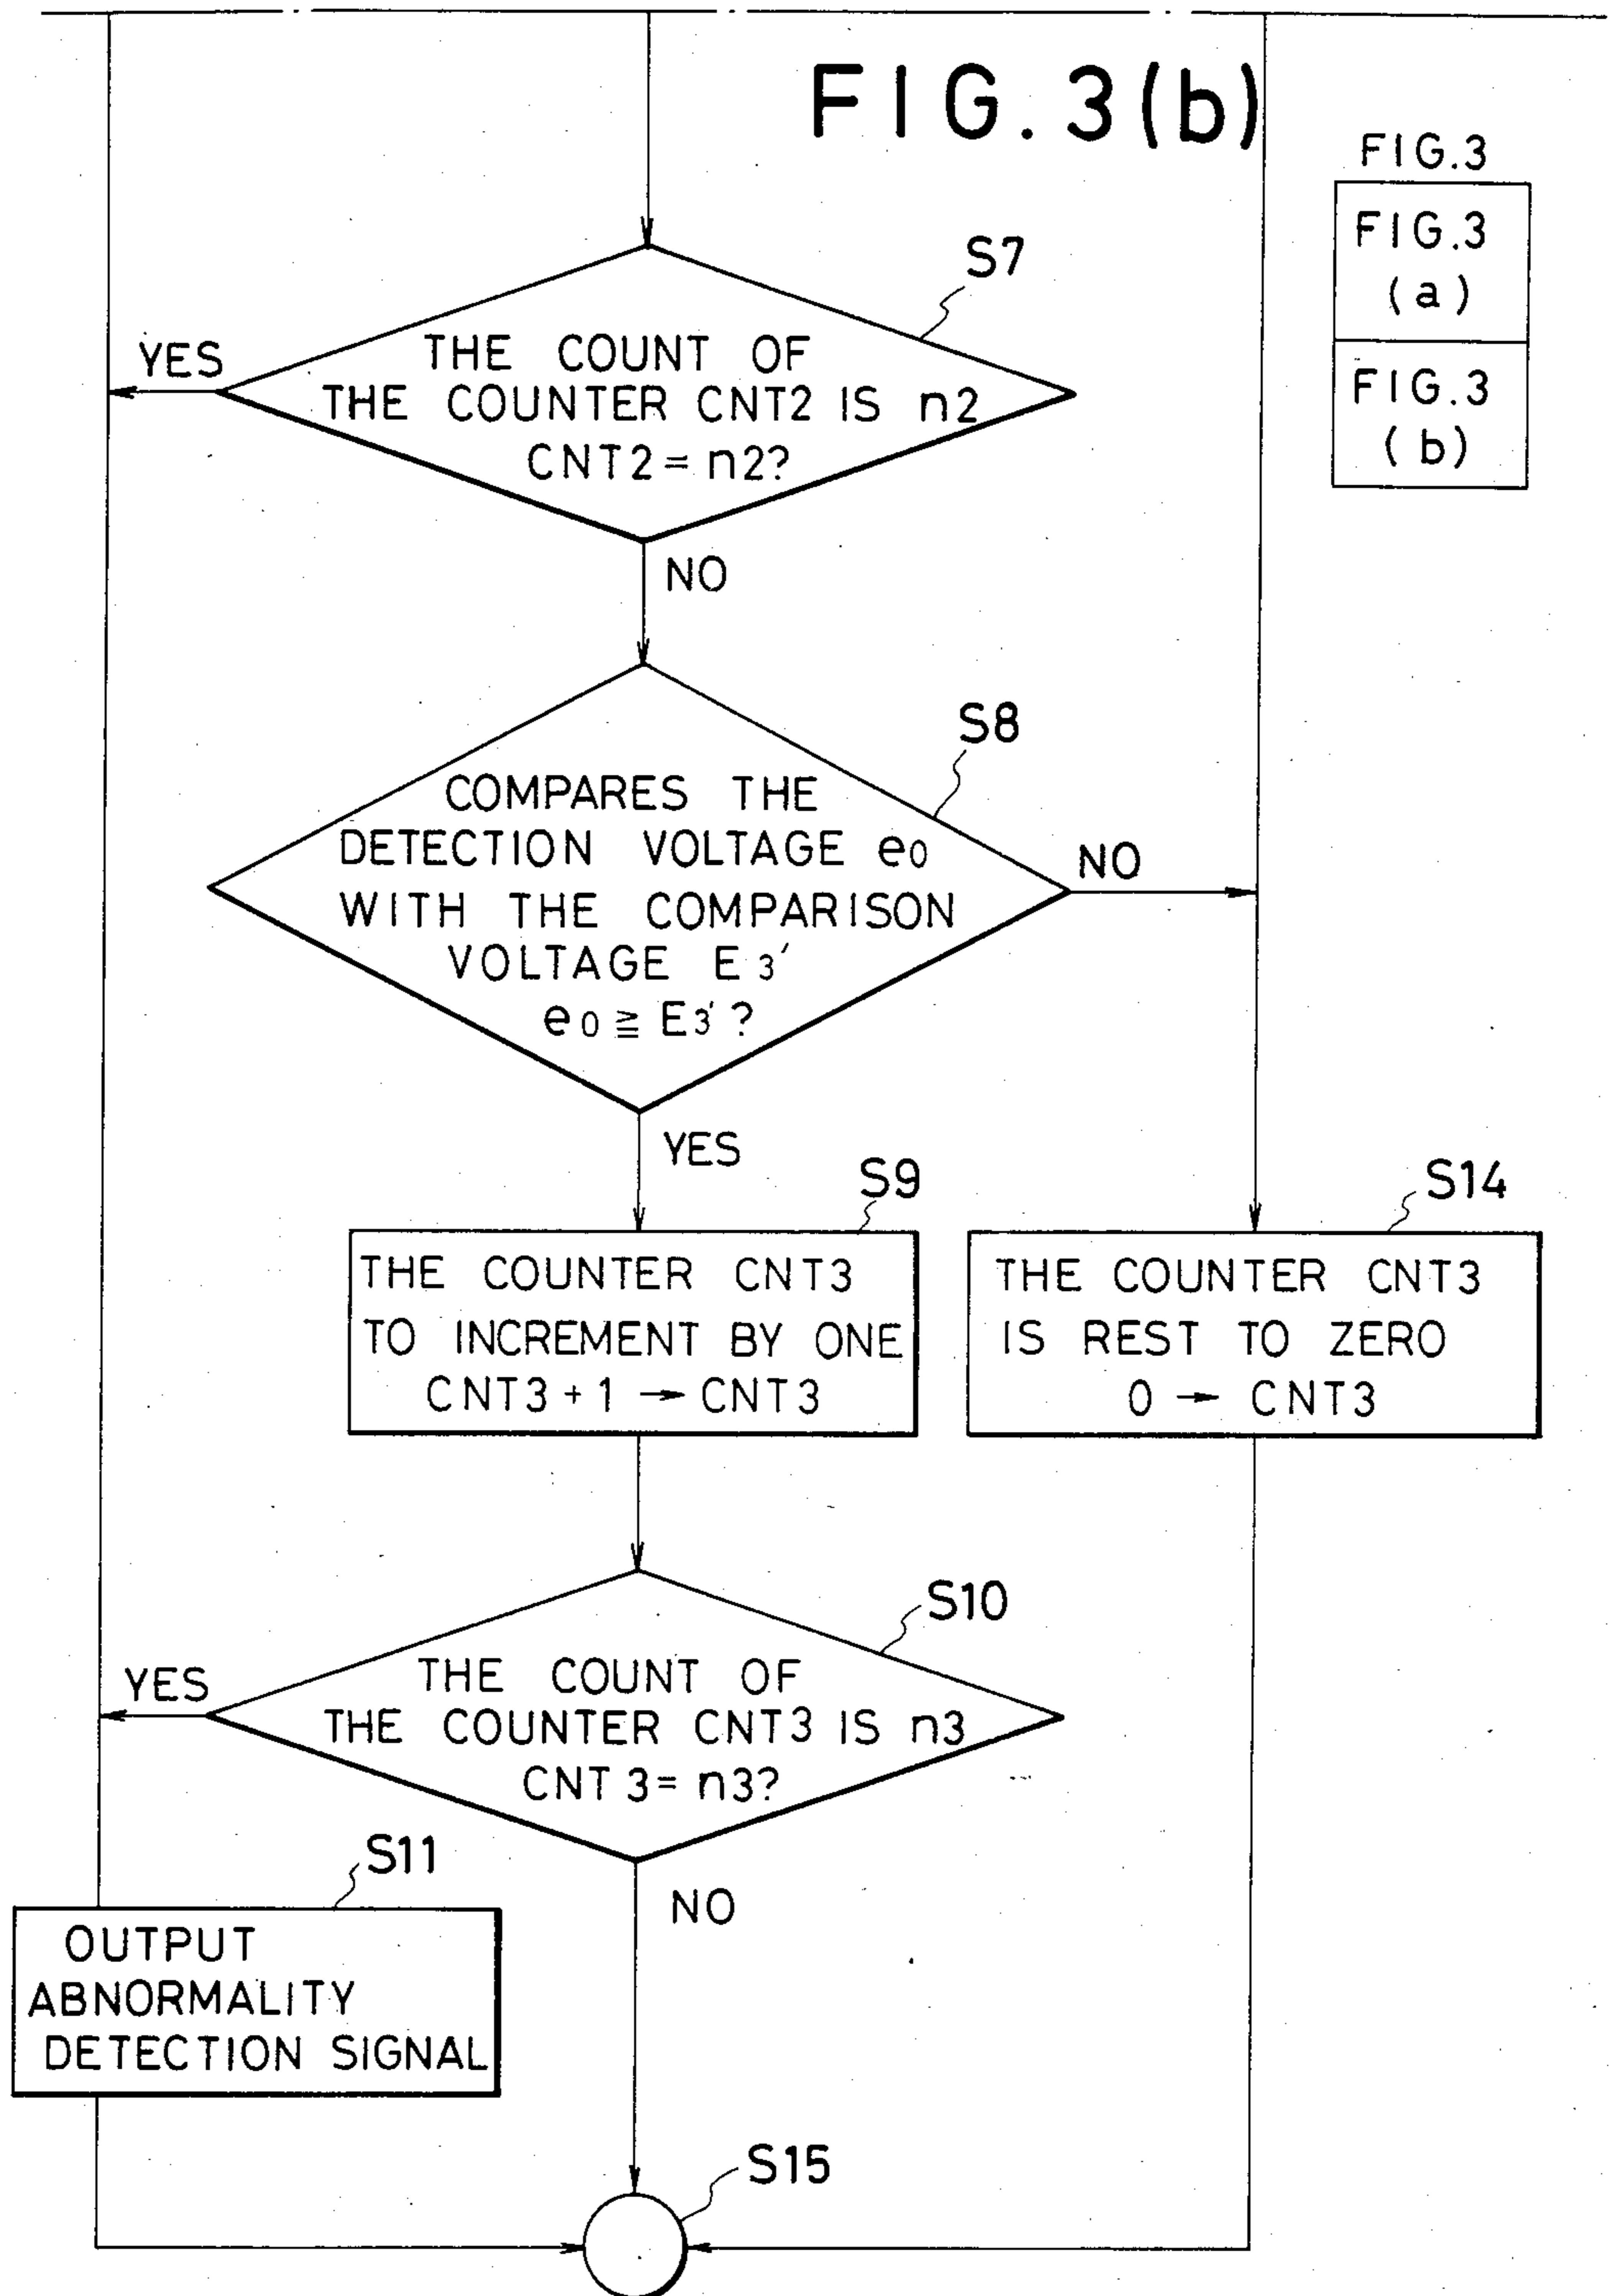 FIG. 3(b)
FIG.3
FIG.3
(a)
FIG.3
(b)
S7
YES
THE COUNT OF
THE COUNTER CNT2 IS n2
CNT2 = n2?
NO
S8
COMPARES THE
DETECTION VOLTAGE e0
WITH THE COMPARISON
VOLTAGE E3′
e0 ≧ E3′?
NO
YES
S9
THE COUNTER CNT3
TO INCREMENT BY ONE
CNT3 + 1 → CNT3
S14
THE COUNTER CNT3
IS REST TO ZERO
0 → CNT3
S10
YES
THE COUNT OF
THE COUNTER CNT3 IS n3
CNT 3 = n3?
NO
S11
OUTPUT
ABNORMALITY
DETECTION SIGNAL
S15